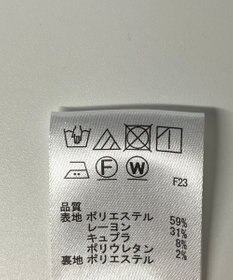 F W
F23
品質
表地 ポリエステル 59%
レーヨン 31%
キュプラ 8%
ポリウレタン 2%
裏地 ポリエステル